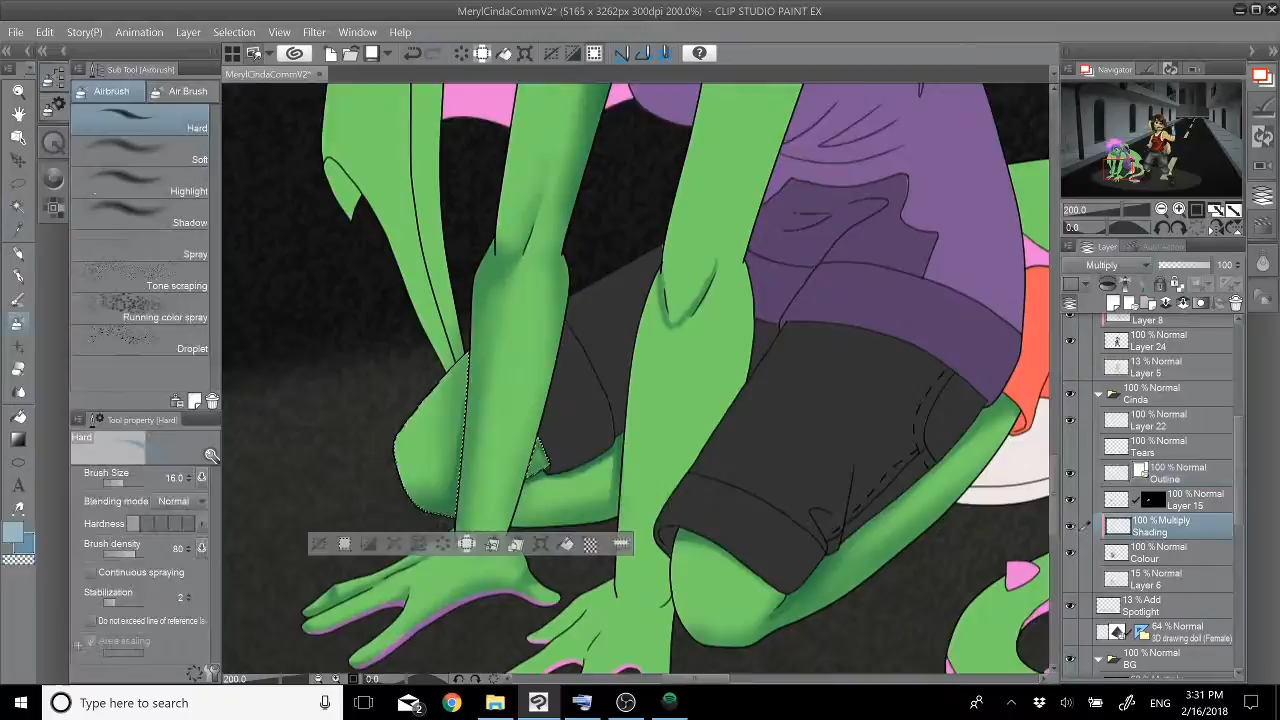 MerylCindaCommV2* (5165 x 3262px 300dpi 200.0%) - CLIP STUDIO PAINT EX
File Edit Story(P) Animation Layer Selection View Filter Window Help
Sub Tool [Airbrush]
MerylCindaCommV2*
Navigator
Airbrush Air Brush
Hard
Soft
Highlight
Shadow
Spray
Tone scraping
Running color spray
Droplet
200.0
0.0
Layer
Multiply 100
Layer 8
100 % Normal
Layer 24
13 % Normal
Layer 5
100 % Normal
Cinda
100 % Normal
Layer 22
100 % Normal
Tears
100 % Normal
Outline
100 % Normal
Layer 15
100 % Multiply
Shading
100 % Normal
Colour
15 % Normal
Layer 6
13 % Add
Spotlight
64 % Normal
3D drawing doll (Female)
100 % Normal
BG
Tool property [Hard]
Hard
Brush Size 16.0
Blending mode Normal
Hardness
Brush density 80
Continuous spraying
Stabilization 2
Do not exceed line of reference la
Area scaling
200.0 0.0
Type here to search
2
ENG
3:31 PM
2/16/2018